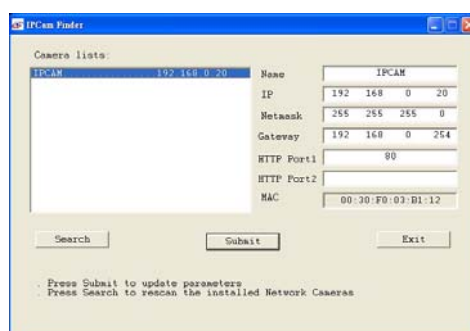 IPCam Finder
Camera lists:
IPCAM 192 168 0 20
Name IPCAM
IP 192 168 0 20
Netmask 255 255 255 0
Gateway 192 168 0 254
HTTP Port1 80
HTTP Port2
MAC 00:30:F0:03:B1:12
Search Submit Exit
. Press Submit to update parameters
. Press Search to rescan the installed Network Cameras